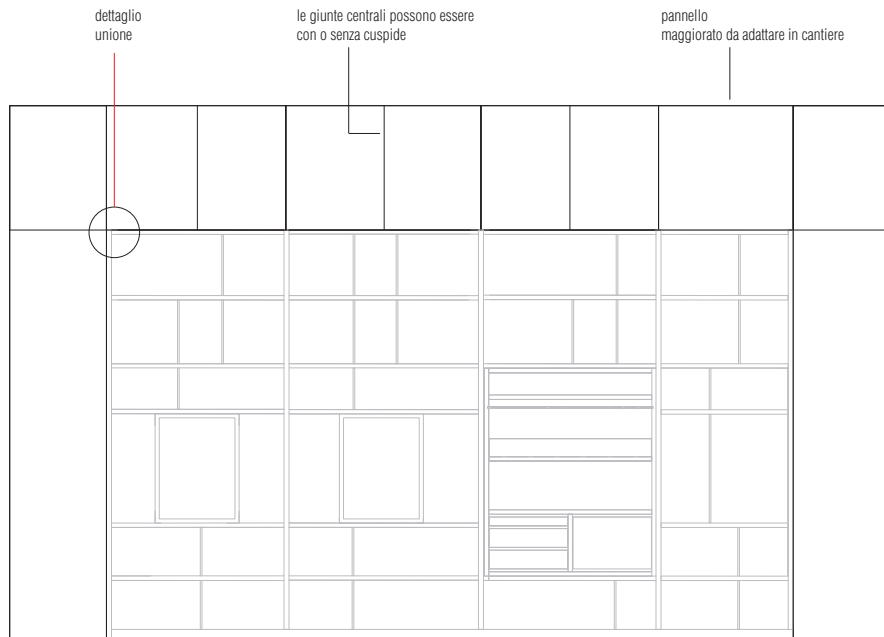 dettaglio
unione
le giunte centrali possono essere
con o senza cuspide
pannello
maggiorato da adattare in cantiere